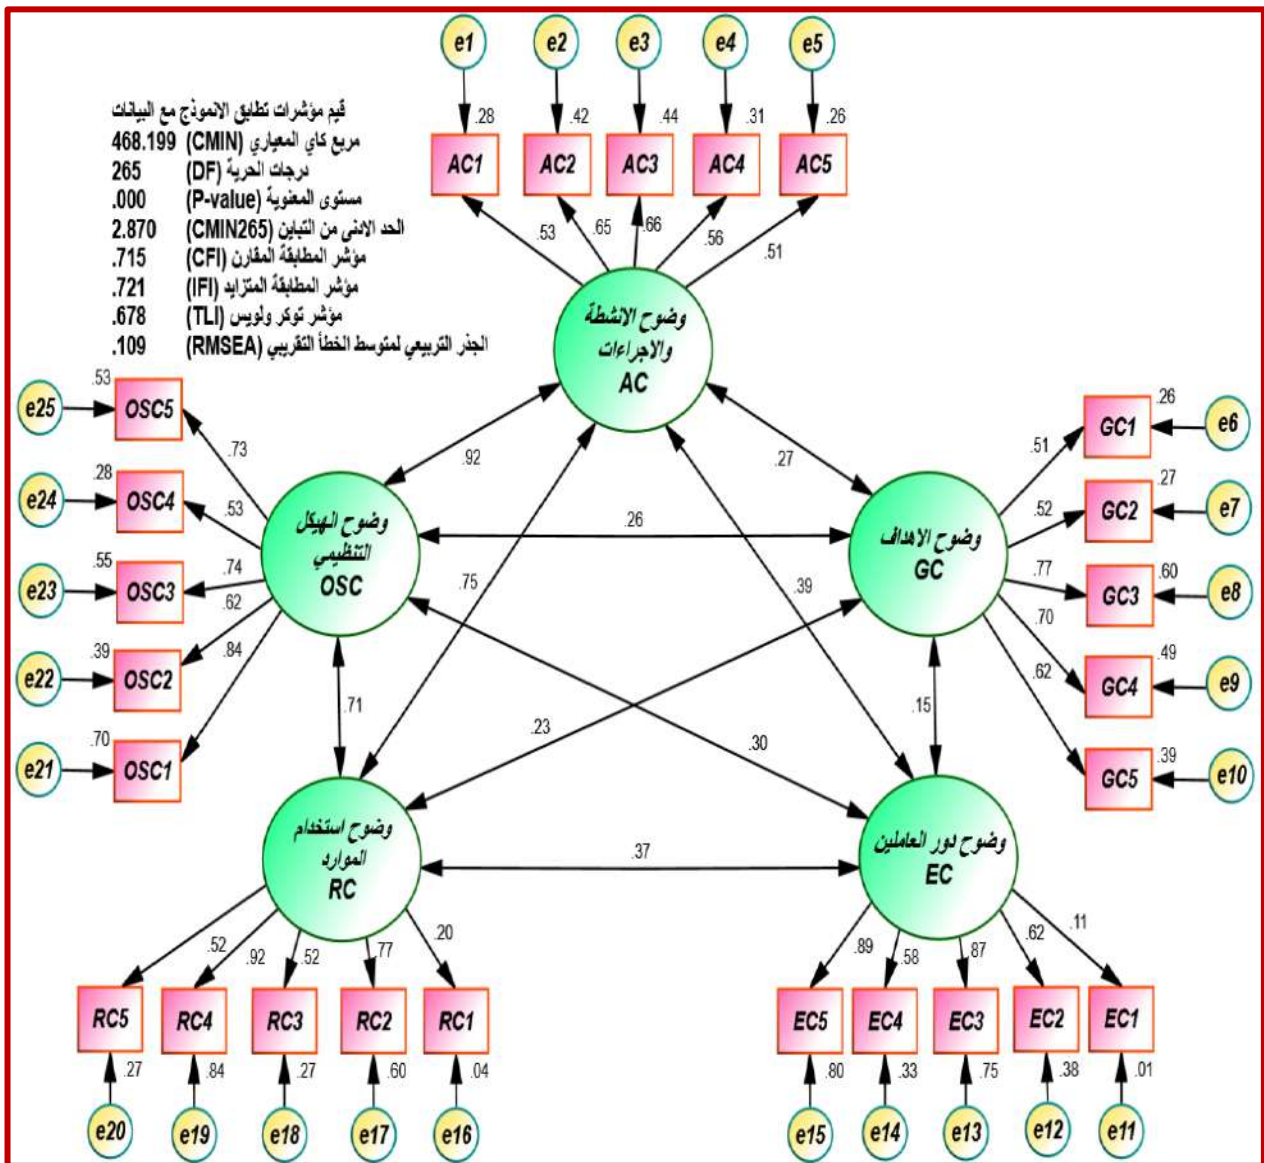 e1 e2 e3 e4 e5
.28 .42 .44 .31 .26
AC1 AC2 AC3 AC4 AC5
.53 .65 .66 .56 .51
قيم مؤشرات تطابق الانموذج مع البيانات
مربع كاي المعياري (CMIN) 468.199
درجات الحرية (DF) 265
مستوى المعنوية (P-value) .000
الحد الادنى من التباين (CMIN265) 2.870
مؤشر المطابقة المقارن (CFI) .715
مؤشر المطابقة المتزايد (IFI) .721
مؤشر توكر ولويس (TLI) .678
الجذر التربيعي لمتوسط الخطأ التقريبي (RMSEA) .109
وضوح الانشطة
والاجراءات
AC
e25 .53 OSC5 .73
e24 .28 OSC4 .53
e23 .55 OSC3 .74
e22 .39 OSC2 .62
e21 .70 OSC1 .84
وضوح الهيكل
التنظيمي
OSC
.92
.27
.26
.75
.39
.71
.23
.30
.15
.37
وضوح الاهداف
GC
.51 GC1 .26 e6
.52 GC2 .27 e7
.77 GC3 .60 e8
.70 GC4 .49 e9
.62 GC5 .39 e10
وضوح استخدام
الموارد
RC
وضوح دور العاملين
EC
.52 .92 .52 .77 .20
RC5 RC4 RC3 RC2 RC1
.27 .84 .27 .60 .04
e20 e19 e18 e17 e16
.89 .58 .87 .62 .11
EC5 EC4 EC3 EC2 EC1
.80 .33 .75 .38 .01
e15 e14 e13 e12 e11